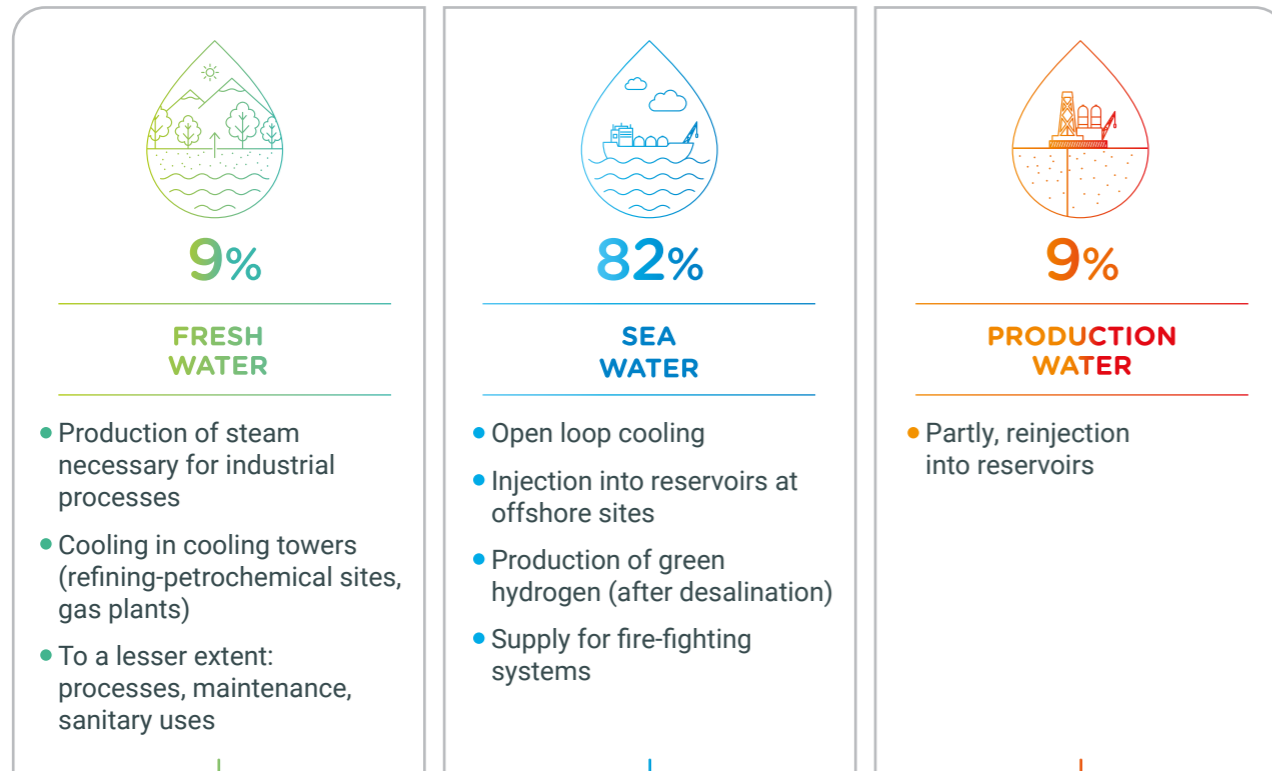 9%
FRESH
WATER
• Production of steam
necessary for industrial
processes
• Cooling in cooling towers
(refining-petrochemical sites,
gas plants)
• To a lesser extent:
processes, maintenance,
sanitary uses
82%
SEA
WATER
• Open loop cooling
• Injection into reservoirs at
offshore sites
• Production of green
hydrogen (after desalination)
• Supply for fire-fighting
systems
9%
PRODUCTION
WATER
• Partly, reinjection
into reservoirs